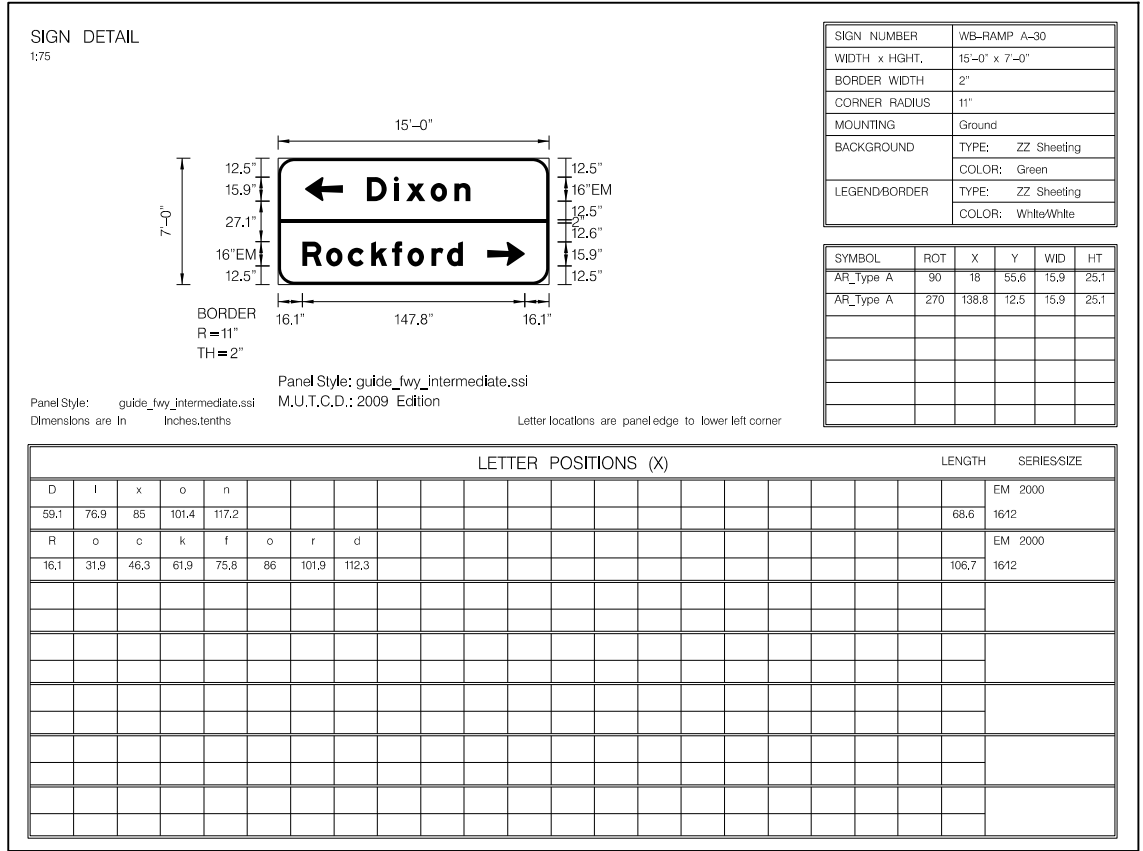 SIGN DETAIL
1:75
SIGN NUMBER WB-RAMP A-30
WIDTH x HGHT. 15'-0" x 7'-0"
BORDER WIDTH 2"
CORNER RADIUS 11"
MOUNTING Ground
BACKGROUND TYPE: ZZ Sheeting
COLOR: Green
LEGEND/BORDER TYPE: ZZ Sheeting
COLOR: White/White
15'-0"
7'-0"
12.5"
15.9"
27.1"
16"EM
12.5"
← Dixon
Rockford →
12.5"
16"EM
12.5"
2"
12.6"
15.9"
12.5"
16.1" 147.8" 16.1"
BORDER
R=11"
TH=2"
SYMBOL ROT X Y WID HT
AR_Type A 90 18 55.6 15.9 25.1
AR_Type A 270 138.8 12.5 15.9 25.1
Panel Style: guide_fwy_intermediate.ssi
M.U.T.C.D.: 2009 Edition
Panel Style: guide_fwy_intermediate.ssi
Dimensions are in inches.tenths
Letter locations are panel edge to lower left corner
LETTER POSITIONS (X) LENGTH SERIES/SIZE
D i x o n EM 2000
59.1 76.9 85 101.4 117.2 68.6 16/12
R o c k f o r d EM 2000
16.1 31.9 46.3 61.9 75.8 86 101.9 112.3 106.7 16/12